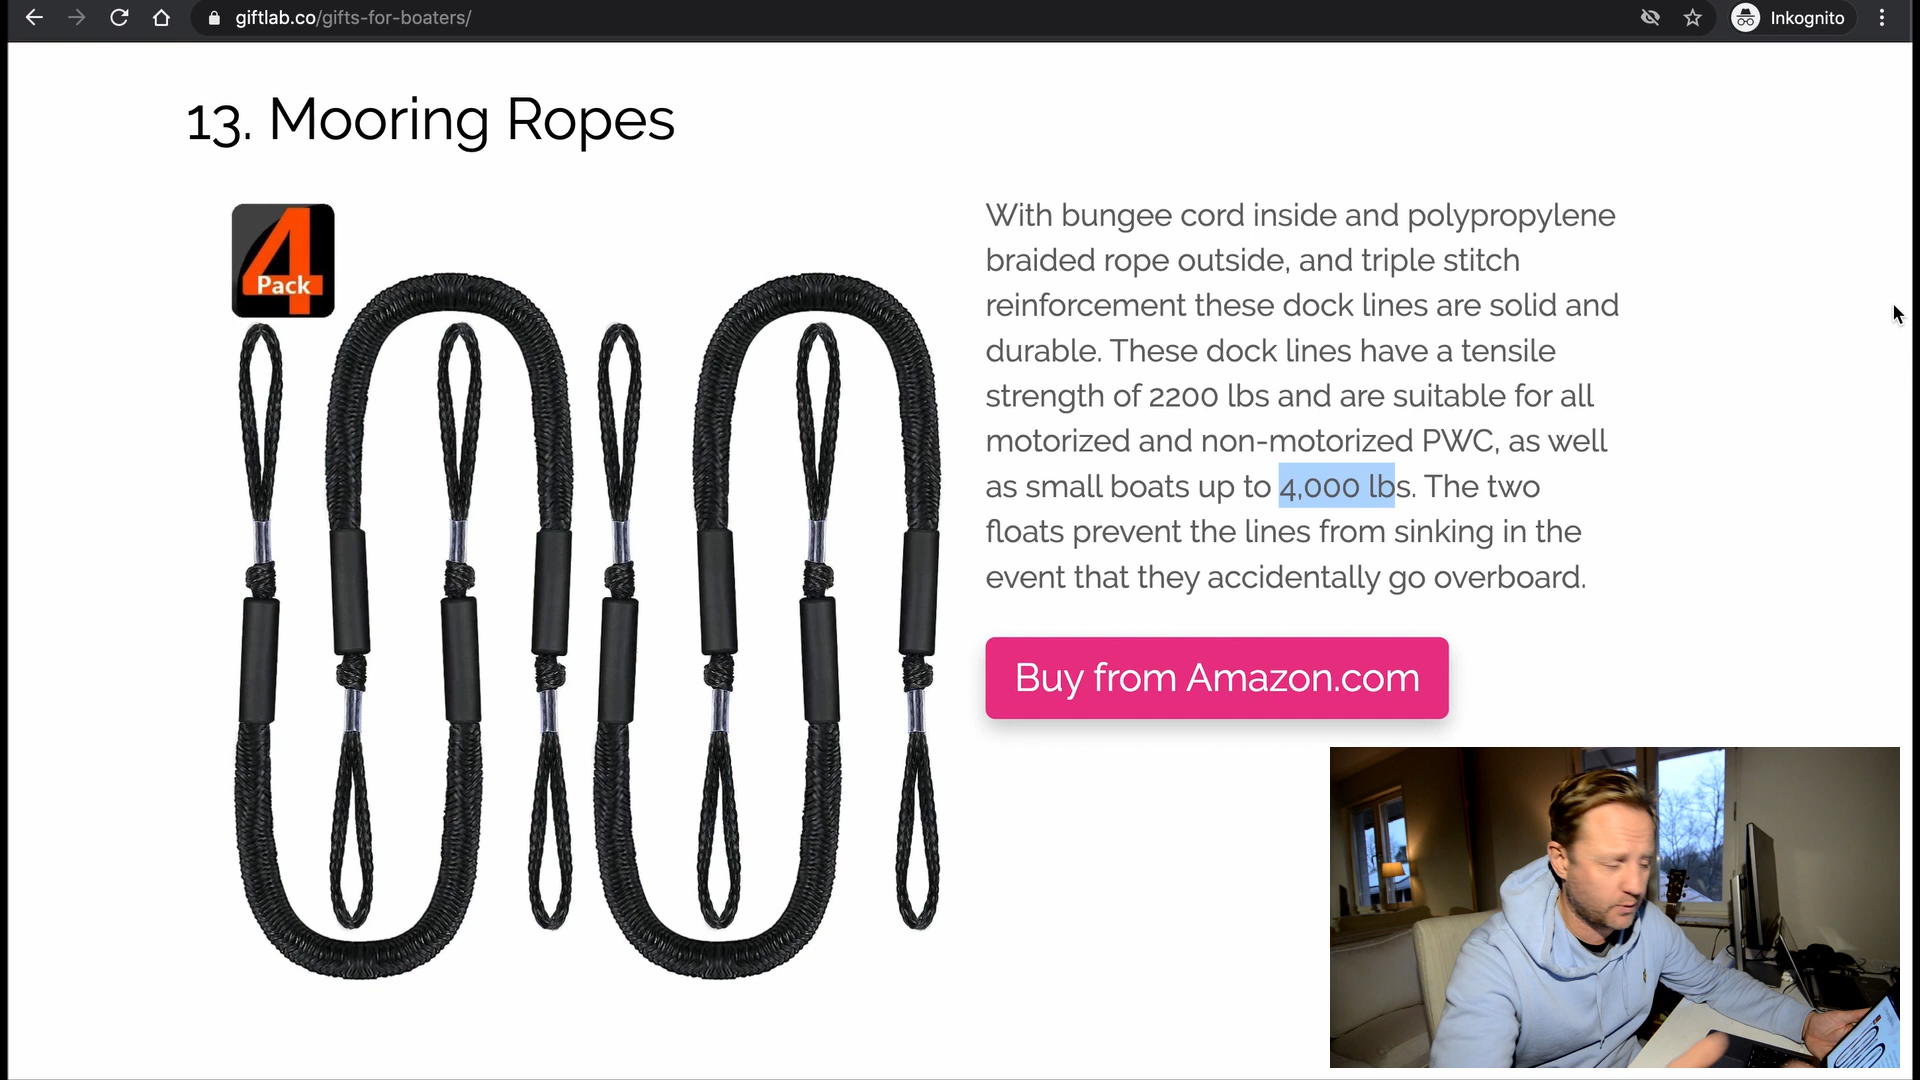 giftlab.co/gifts-for-boaters/
Inkognito
13. Mooring Ropes
4
Pack
With bungee cord inside and polypropylene
braided rope outside, and triple stitch
reinforcement these dock lines are solid and
durable. These dock lines have a tensile
strength of 2200 lbs and are suitable for all
motorized and non-motorized PWC, as well
as small boats up to 4,000 lbs. The two
floats prevent the lines from sinking in the
event that they accidentally go overboard.
Buy from Amazon.com